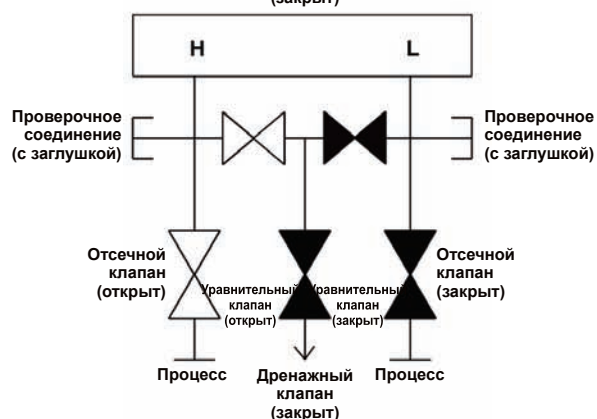 (закрыт)
H
L
Проверочное
соединение
(с заглушкой)
Проверочное
соединение
(с заглушкой)
Отсечной
клапан
(открыт)
Уравнительный
клапан
(открыт)
Уравнительный
клапан
(закрыт)
Отсечной
клапан
(закрыт)
Процесс
Дренажный
клапан
(закрыт)
Процесс